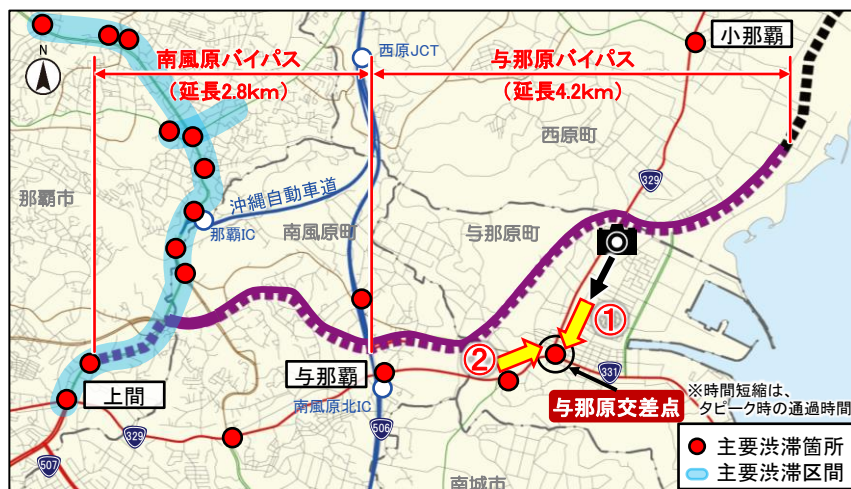 N
南風原バイパス
(延長2.8km)
与那原バイパス
(延長4.2km)
西原JCT
小那覇
西原町
329
那覇市
沖縄自動車道
那覇IC
南風原町
与那原町
①
②
与那覇
上間
南風原北IC
331
与那原交差点
※時間短縮は、
タピーク時の通過時間
329
506
507
南城市
主要渋滞箇所
主要渋滞区間